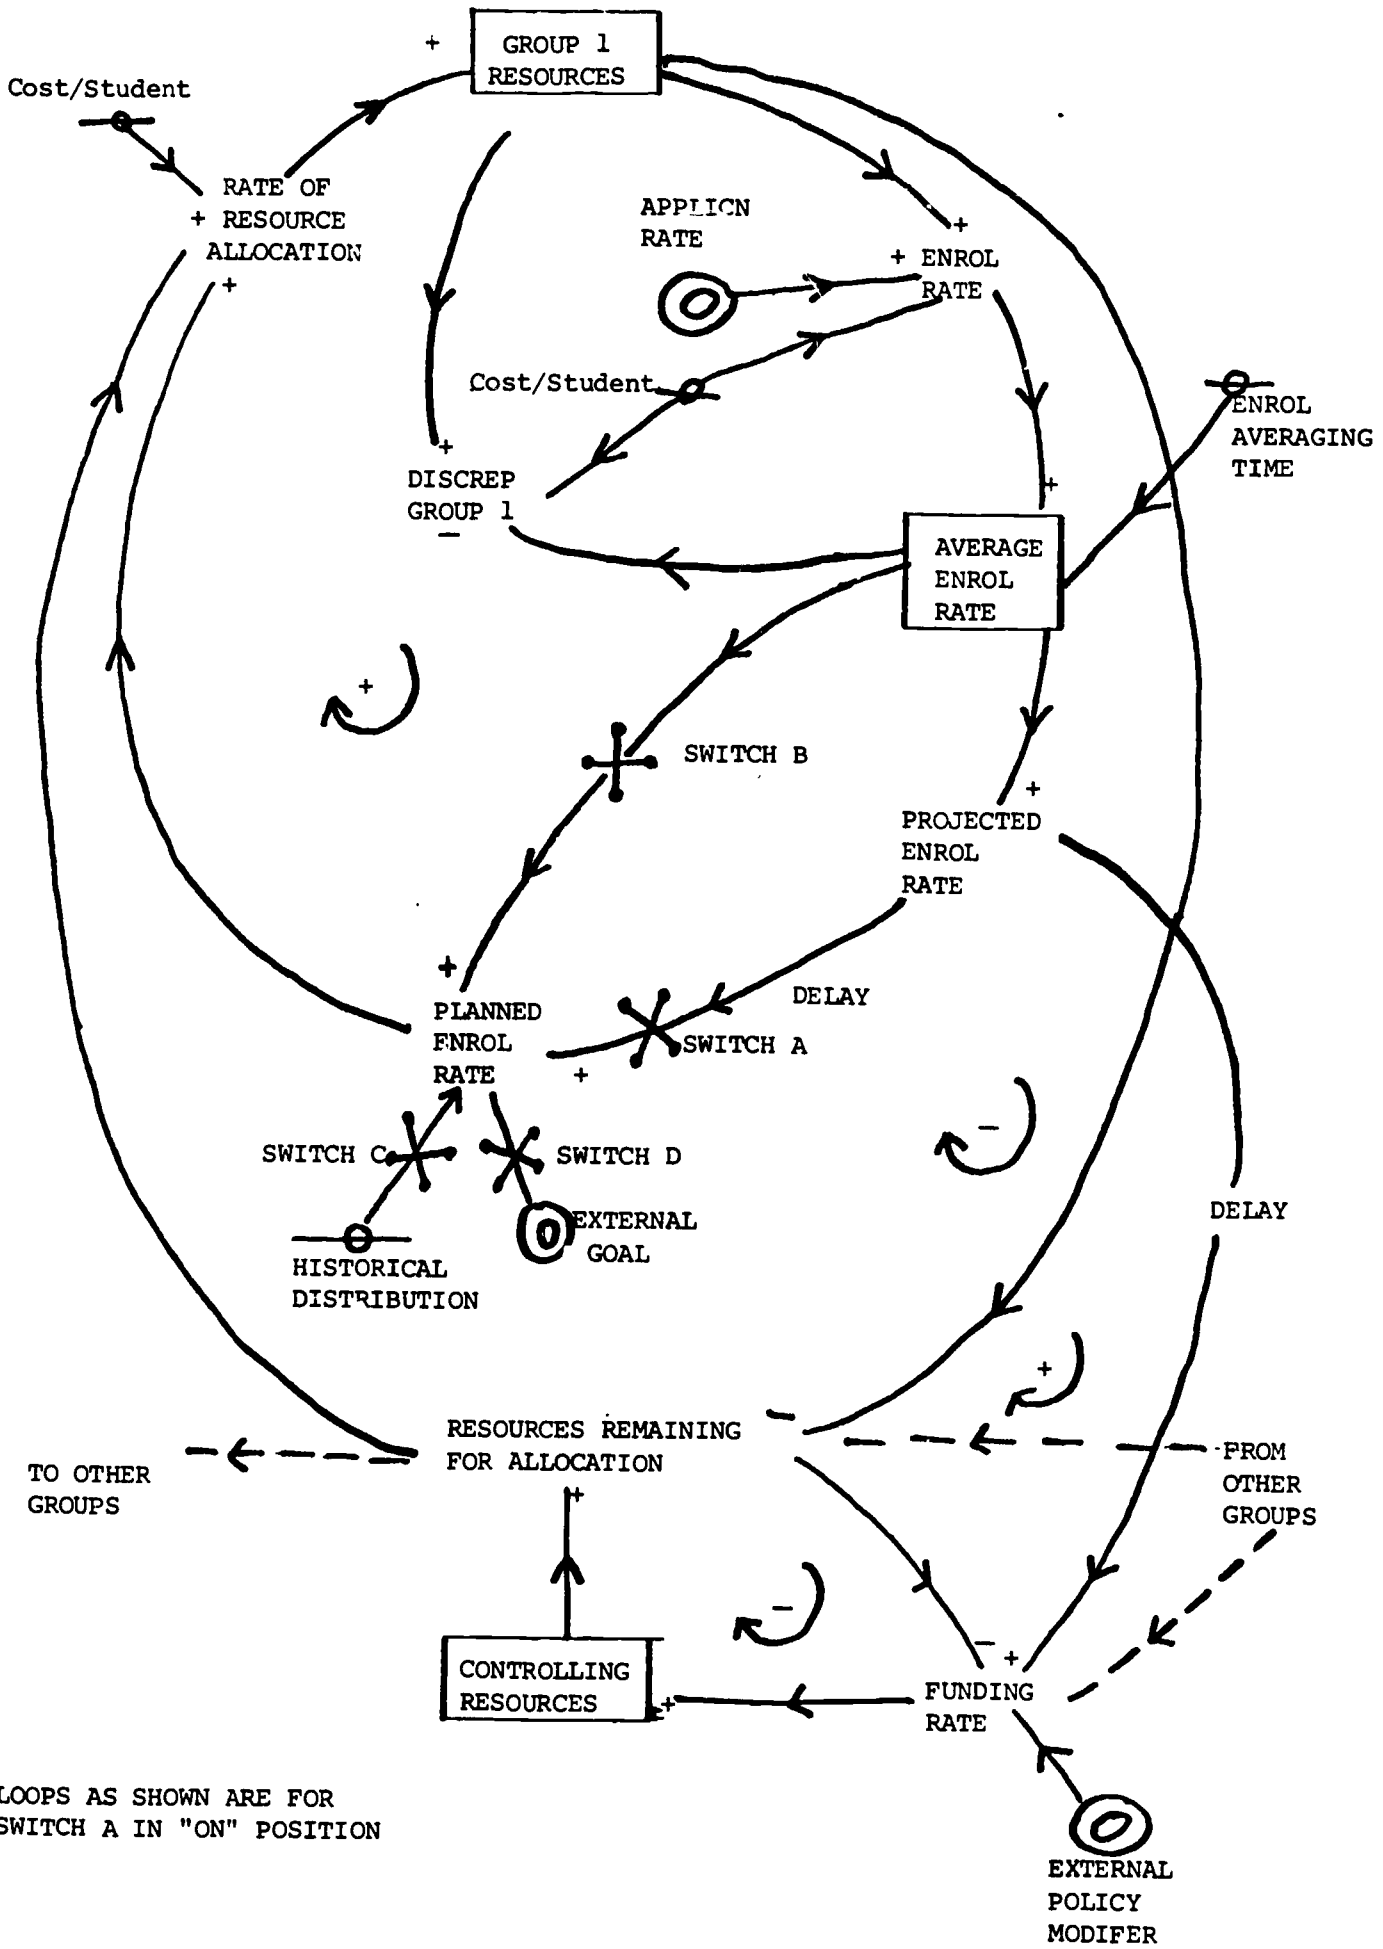 +
GROUP 1
RESOURCES
Cost/Student
RATE OF
+ RESOURCE
ALLOCATION
+
APPLICN
RATE
+
+ ENROL
RATE
Cost/Student
ENROL
AVERAGING
TIME
+
DISCREP
GROUP 1
−
+
AVERAGE
ENROL
RATE
+
SWITCH B
+
PROJECTED
ENROL
RATE
+
PLANNED
ENROL
RATE
DELAY
SWITCH A
+
SWITCH C
SWITCH D
−
EXTERNAL
GOAL
HISTORICAL
DISTRIBUTION
DELAY
+
RESOURCES REMAINING
FOR ALLOCATION
−
TO OTHER
GROUPS
FROM
OTHER
GROUPS
+
−
CONTROLLING
RESOURCES
+
− +
FUNDING
RATE
LOOPS AS SHOWN ARE FOR
SWITCH A IN "ON" POSITION
EXTERNAL
POLICY
MODIFER